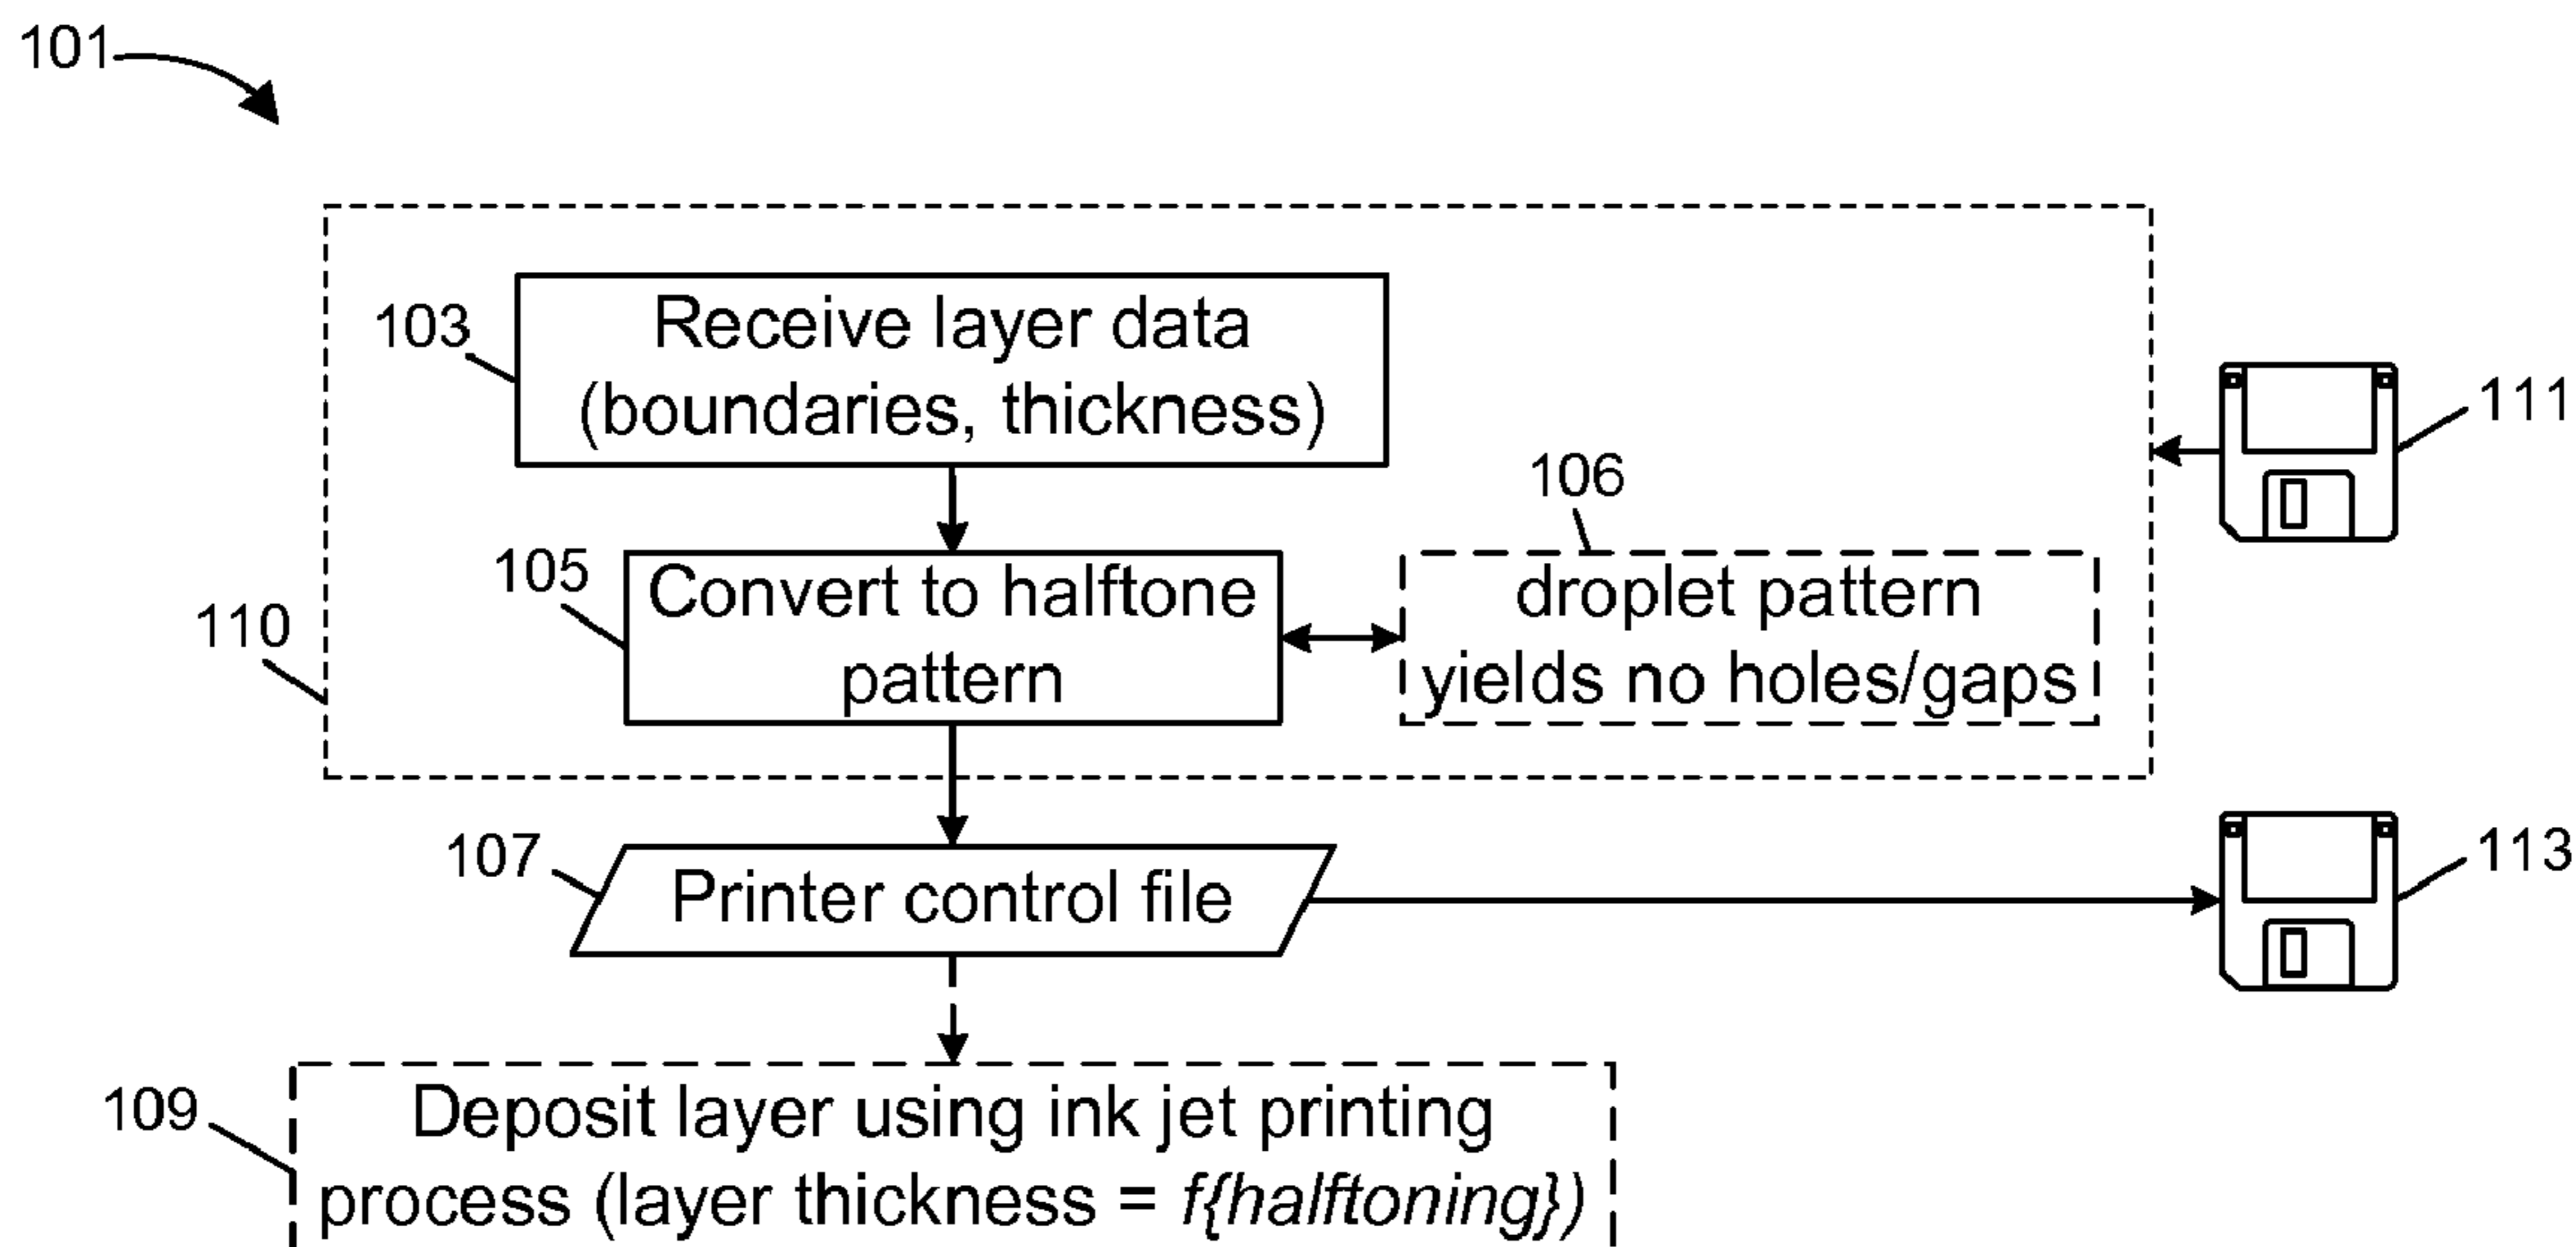 101
103
Receive layer data
(boundaries, thickness)
111
106
105
Convert to halftone
pattern
droplet pattern
yields no holes/gaps
110
107
Printer control file
113
109
Deposit layer using ink jet printing
process (layer thickness = f{halftoning})